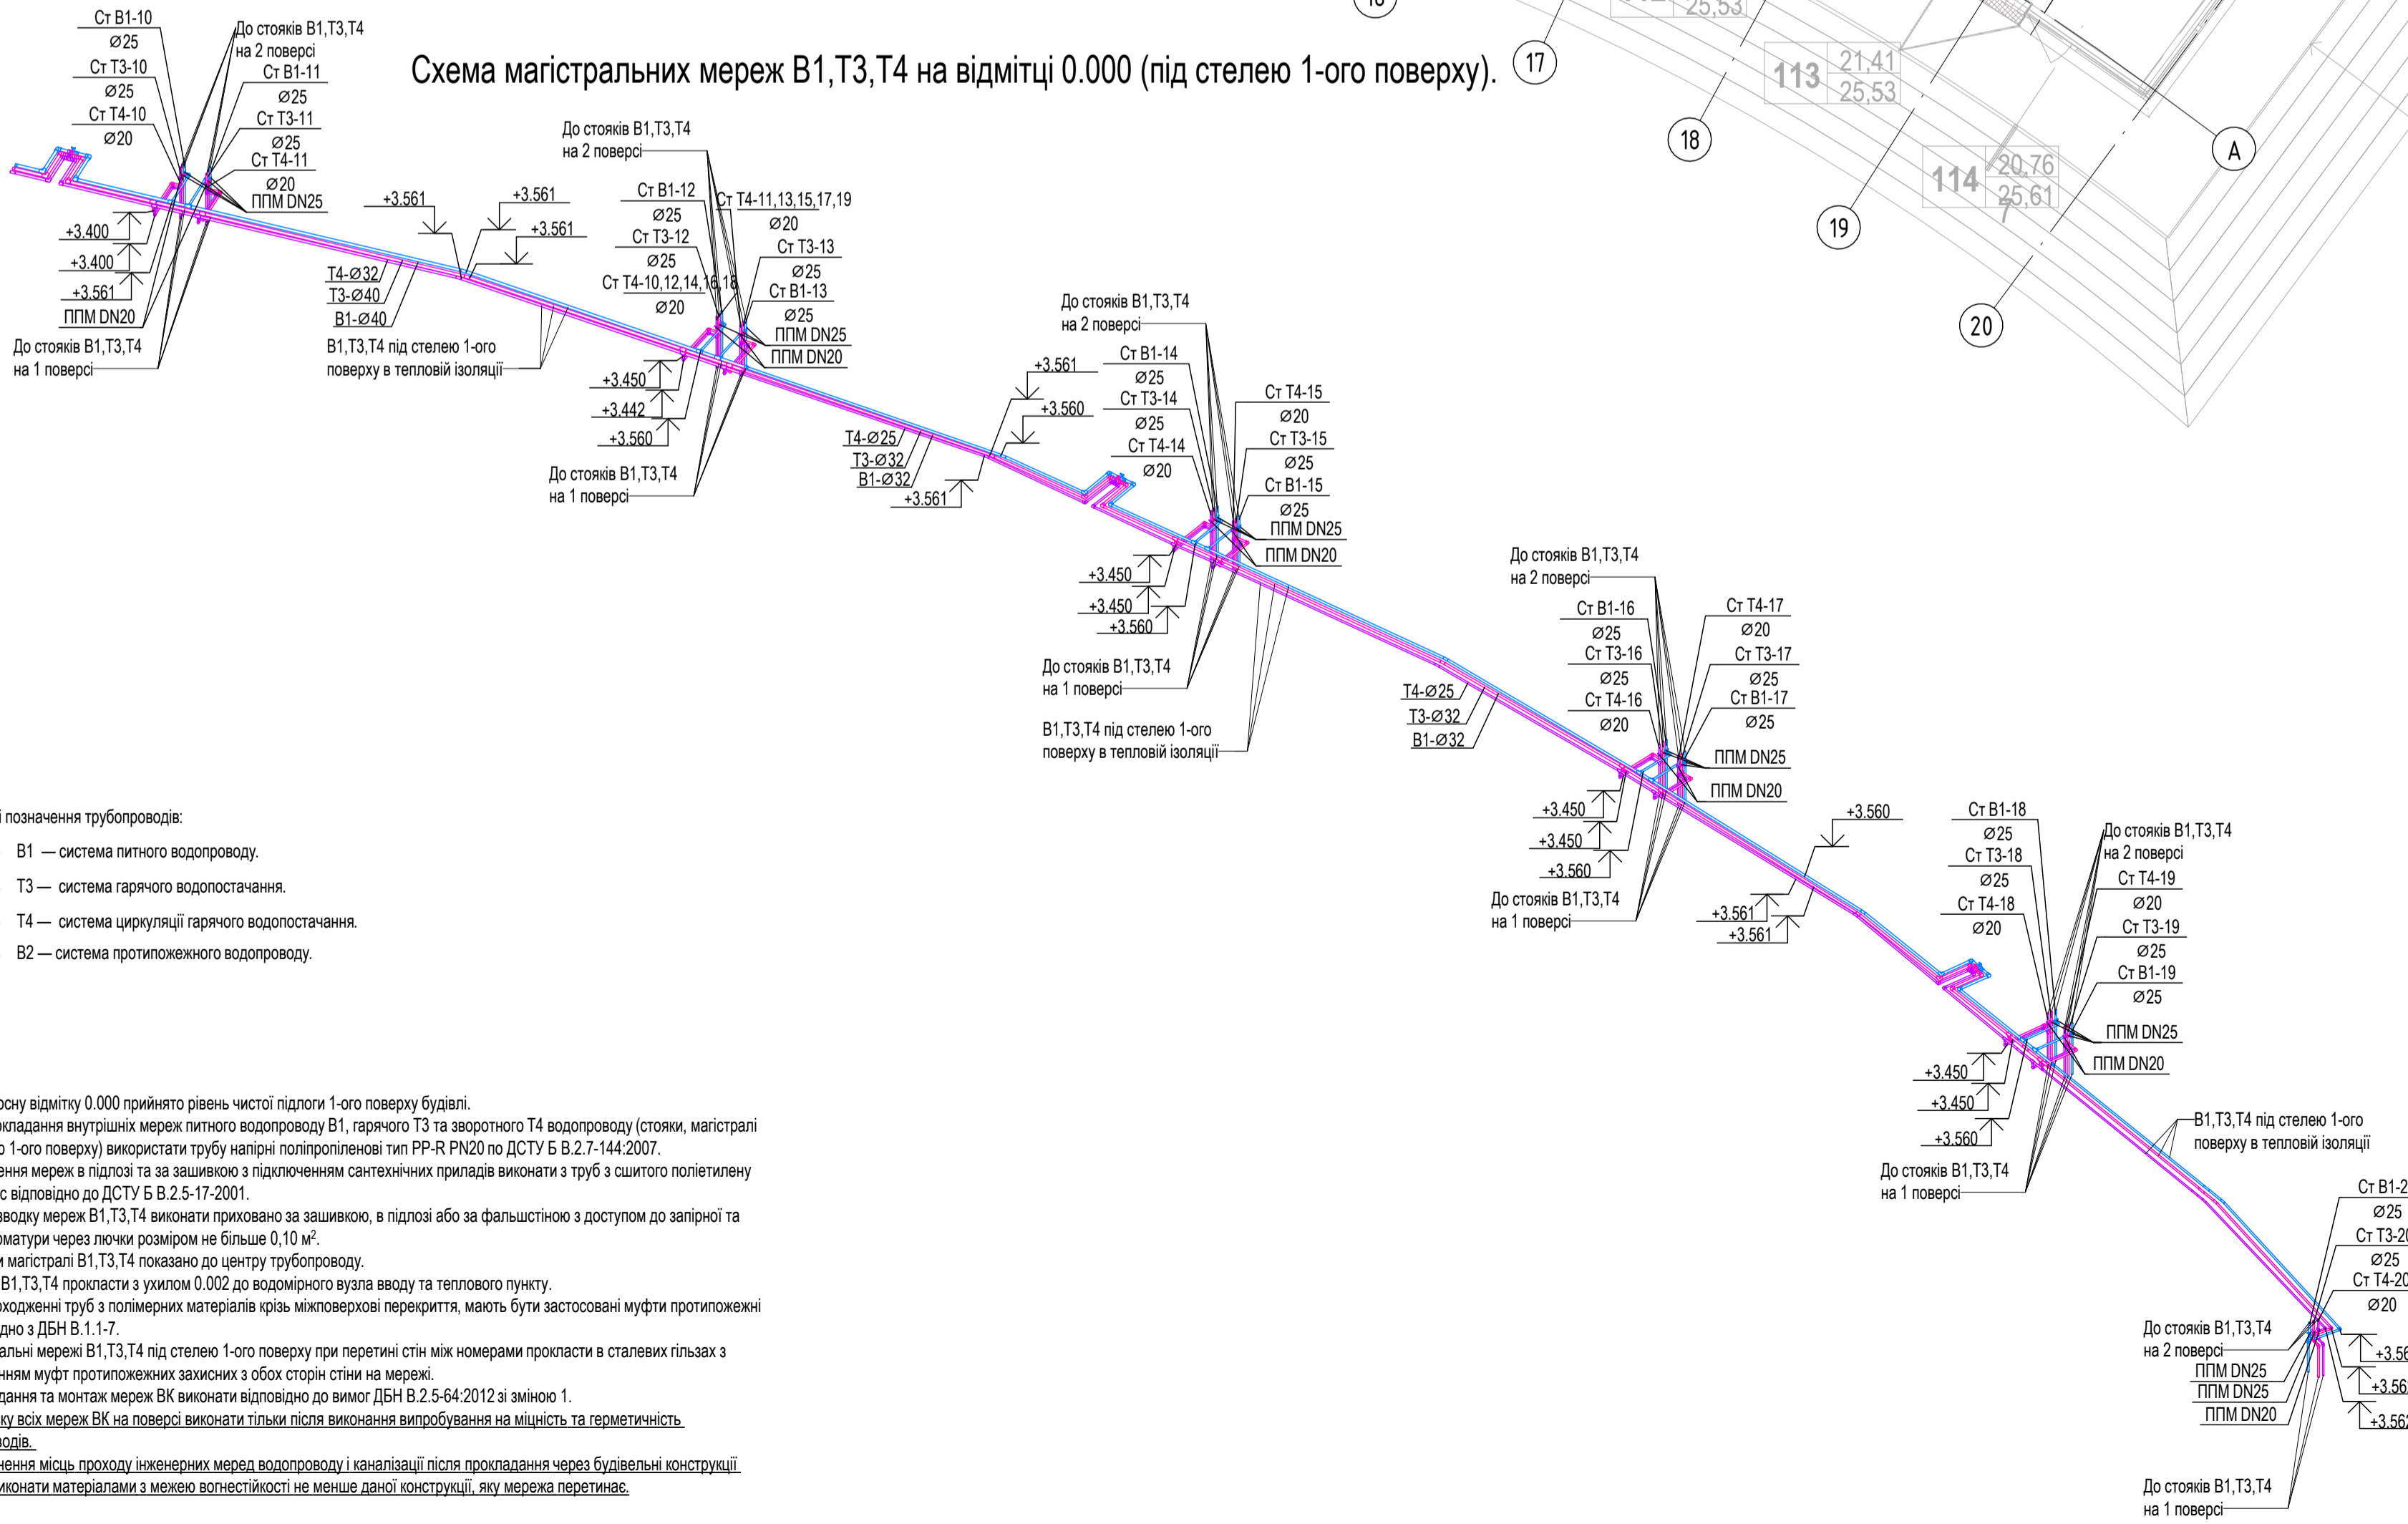 Схема магістральних мереж В1,Т3,Т4 на відмітці 0.000 (під стелею 1-ого поверху).
25,53
17
18
19
20
А
113
21,41
25,53
114
20,76
25,61
7
Ст В1-10
Ø25
Ст Т3-10
Ø25
Ст Т4-10
Ø20
До стояків В1,Т3,Т4
на 2 поверсі
Ст В1-11
Ø25
Ст Т3-11
Ø25
Ст Т4-11
Ø20
ППМ DN25
+3.400
+3.400
+3.561
ППМ DN20
До стояків В1,Т3,Т4
на 1 поверсі
+3.561
+3.561
+3.561
Т4-Ø32
Т3-Ø40
В1-Ø40
В1,Т3,Т4 під стелею 1-ого
поверху в тепловій ізоляції
До стояків В1,Т3,Т4
на 2 поверсі
Ст В1-12
Ø25
Ст Т3-12
Ø25
Ст Т4-10,12,14,16,18
Ø20
Ст Т4-11,13,15,17,19
Ø20
Ст Т3-13
Ø25
Ст В1-13
Ø25
ППМ DN25
ППМ DN20
+3.450
+3.442
+3.560
До стояків В1,Т3,Т4
на 1 поверсі
Т4-Ø25
Т3-Ø32
В1-Ø32
+3.561
+3.560
+3.561
До стояків В1,Т3,Т4
на 2 поверсі
Ст В1-14
Ø25
Ст Т3-14
Ø25
Ст Т4-14
Ø20
Ст Т4-15
Ø20
Ст Т3-15
Ø25
Ст В1-15
Ø25
ППМ DN25
ППМ DN20
+3.450
+3.450
+3.560
До стояків В1,Т3,Т4
на 1 поверсі
В1,Т3,Т4 під стелею 1-ого
поверху в тепловій ізоляції
Т4-Ø25
Т3-Ø32
В1-Ø32
До стояків В1,Т3,Т4
на 2 поверсі
Ст В1-16
Ø25
Ст Т3-16
Ø25
Ст Т4-16
Ø20
Ст Т4-17
Ø20
Ст Т3-17
Ø25
Ст В1-17
Ø25
ППМ DN25
ППМ DN20
+3.450
+3.450
+3.560
До стояків В1,Т3,Т4
на 1 поверсі
+3.560
+3.561
+3.561
Ст В1-18
Ø25
Ст Т3-18
Ø25
Ст Т4-18
Ø20
До стояків В1,Т3,Т4
на 2 поверсі
Ст Т4-19
Ø20
Ст Т3-19
Ø25
Ст В1-19
Ø25
ППМ DN25
ППМ DN20
+3.450
+3.450
+3.560
До стояків В1,Т3,Т4
на 1 поверсі
В1,Т3,Т4 під стелею 1-ого
поверху в тепловій ізоляції
Ст В1-2
Ø25
Ст Т3-20
Ø25
Ст Т4-20
Ø20
До стояків В1,Т3,Т4
на 2 поверсі
ППМ DN25
ППМ DN25
ППМ DN20
+3.56
+3.56
+3.562
До стояків В1,Т3,Т4
на 1 поверсі
і позначення трубопроводів:
В1 — система питного водопроводу.
Т3 — система гарячого водопостачання.
Т4 — система циркуляції гарячого водопостачання.
В2 — система протипожежного водопроводу.
осну відмітку 0.000 прийнято рівень чистої підлоги 1-ого поверху будівлі.
окладання внутрішніх мереж питного водопроводу В1, гарячого Т3 та зворотного Т4 водопроводу (стояки, магістралі
ю 1-ого поверху) використати трубу напірні поліпропіленові тип PP-R PN20 по ДСТУ Б В.2.7-144:2007.
ення мереж в підлозі та за зашивкою з підключенням сантехнічних приладів виконати з труб з сшитого поліетилену
с відповідно до ДСТУ Б В.2.5-17-2001.
зводку мереж В1,Т3,Т4 виконати приховано за зашивкою, в підлозі або за фальшстіною з доступом до запірної та
рматури через лючки розміром не більше 0,10 м².
и магістралі В1,Т3,Т4 показано до центру трубопроводу.
В1,Т3,Т4 прокласти з ухилом 0.002 до водомірного вузла вводу та теплового пункту.
оходженні труб з полімерних матеріалів крізь міжповерхові перекриття, мають бути застосовані муфти протипожежні
дно з ДБН В.1.1-7.
альні мережі В1,Т3,Т4 під стелею 1-ого поверху при перетині стін між номерами прокласти в сталевих гільзах з
нням муфт протипожежних захисних з обох сторін стіни на мережі.
дання та монтаж мереж ВК виконати відповідно до вимог ДБН В.2.5-64:2012 зі зміною 1.
ку всіх мереж ВК на поверсі виконати тільки після виконання випробування на міцність та герметичність
водів.
нення місць проходу інженерних меред водопроводу і каналізації після прокладання через будівельні конструкції
виконати матеріалами з межею вогнестійкості не менше даної конструкції, яку мережа перетинає.